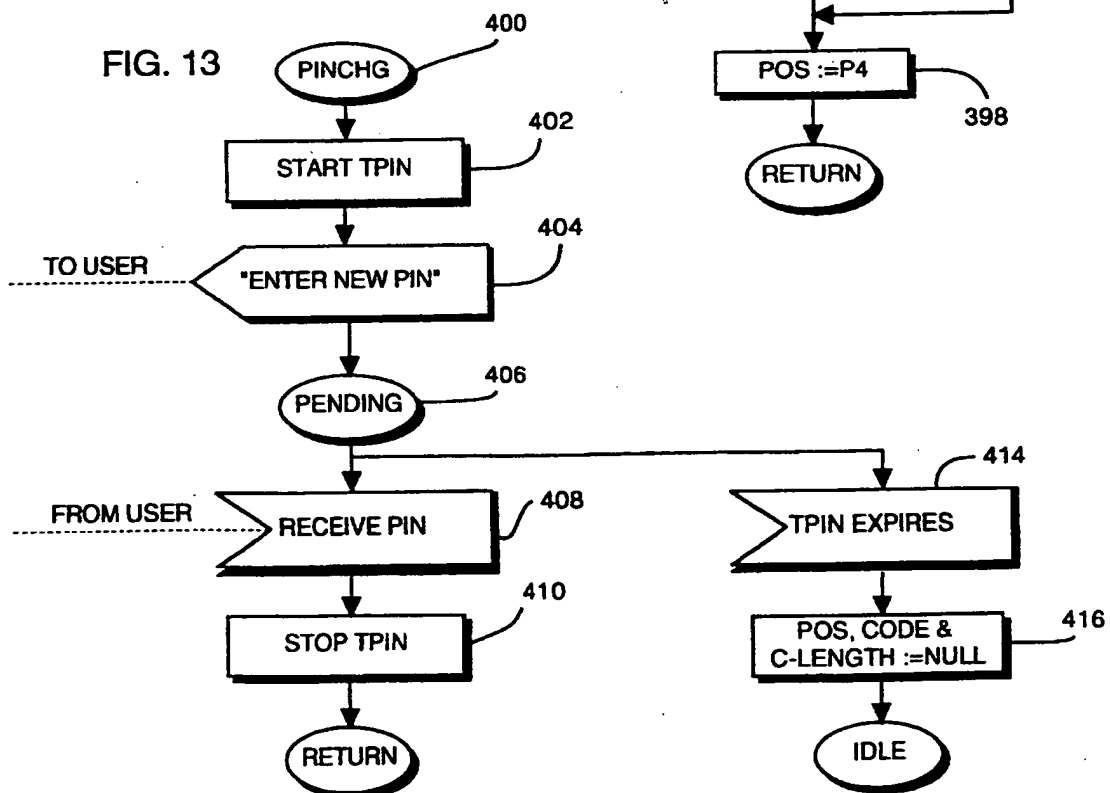 FIG. 13
400
PINCHG
402
START TPIN
404
TO USER
"ENTER NEW PIN"
406
PENDING
FROM USER
RECEIVE PIN
408
410
STOP TPIN
RETURN
POS :=P4
398
RETURN
414
TPIN EXPIRES
POS, CODE &
C-LENGTH :=NULL
416
IDLE